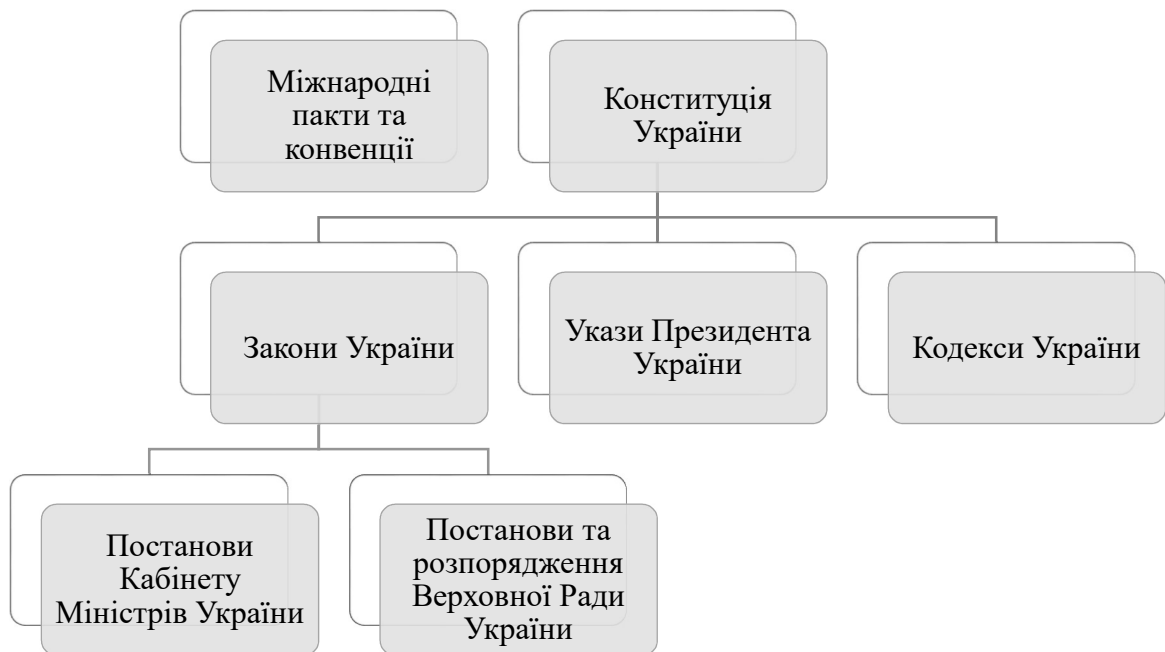 Міжнародні
пакти та
конвенції
Конституція
України
Закони України
Укази Президента
України
Кодекси України
Постанови
Кабінету
Міністрів України
Постанови та
розпорядження
Верховної Ради
України